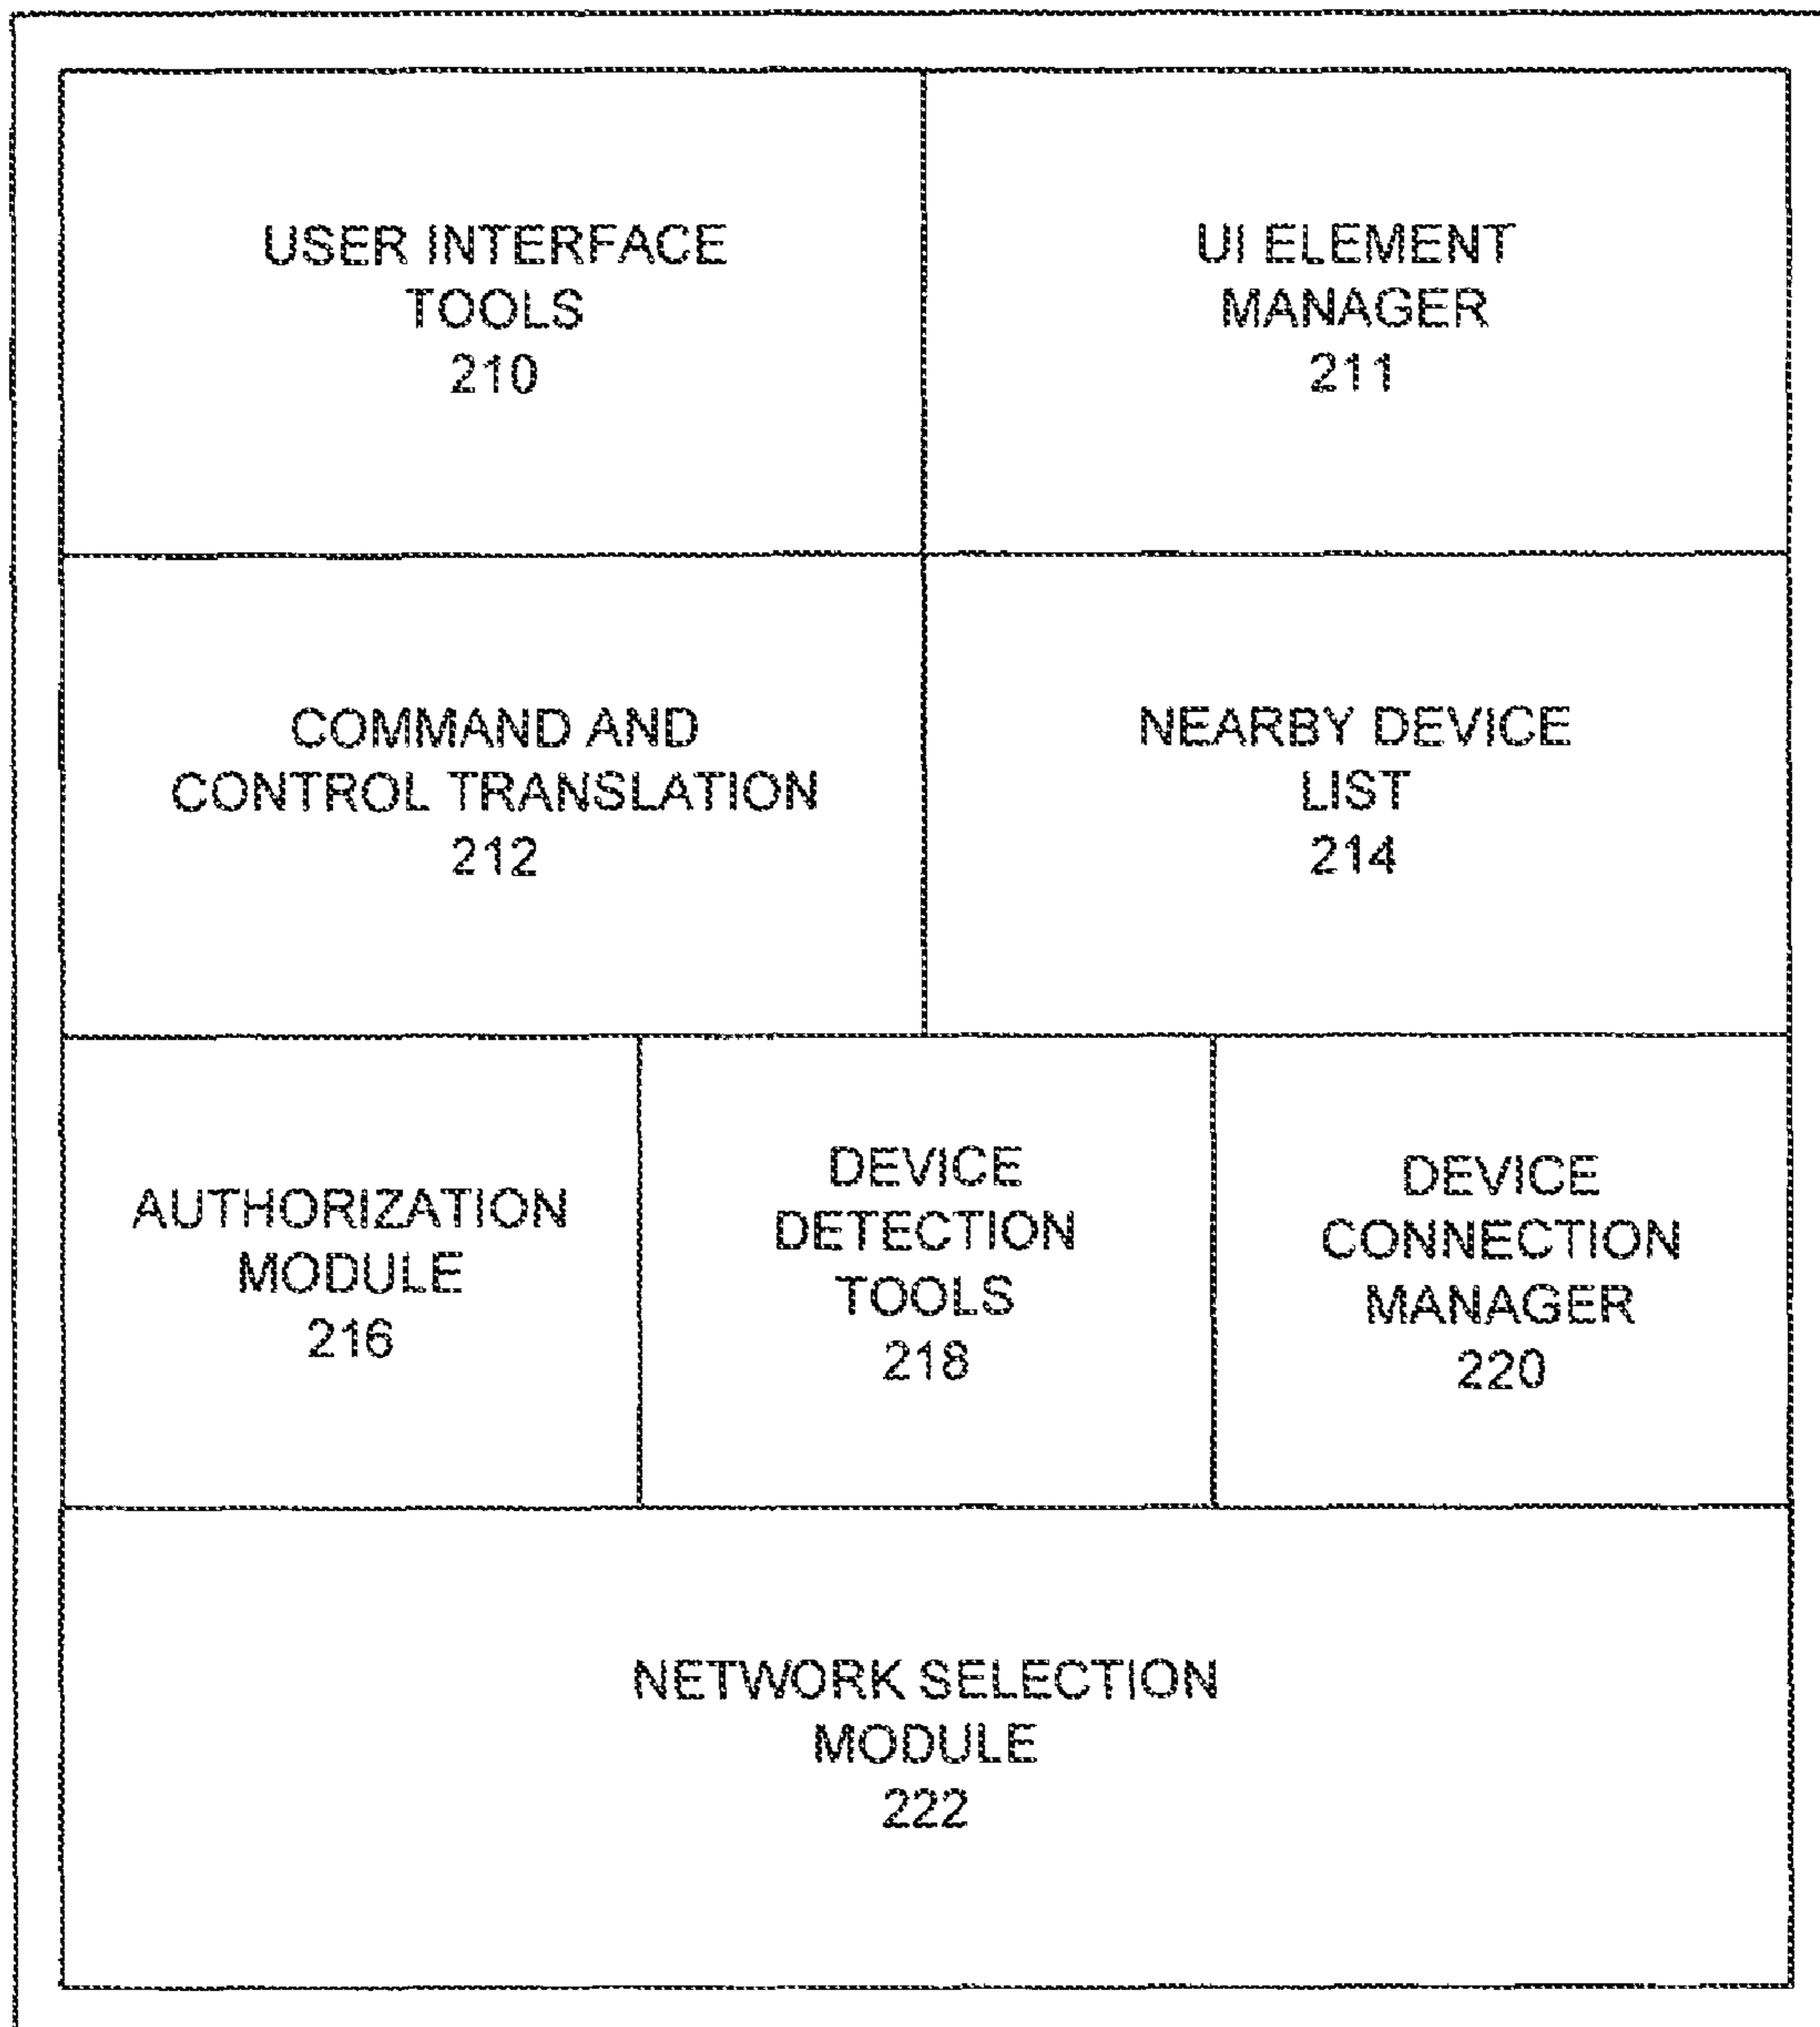 USER INTERFACE
TOOLS
210
UI ELEMENT
MANAGER
211
COMMAND AND
CONTROL TRANSLATION
212
NEARBY DEVICE
LIST
214
AUTHORIZATION
MODULE
216
DEVICE
DETECTION
TOOLS
218
DEVICE
CONNECTION
MANAGER
220
NETWORK SELECTION
MODULE
222